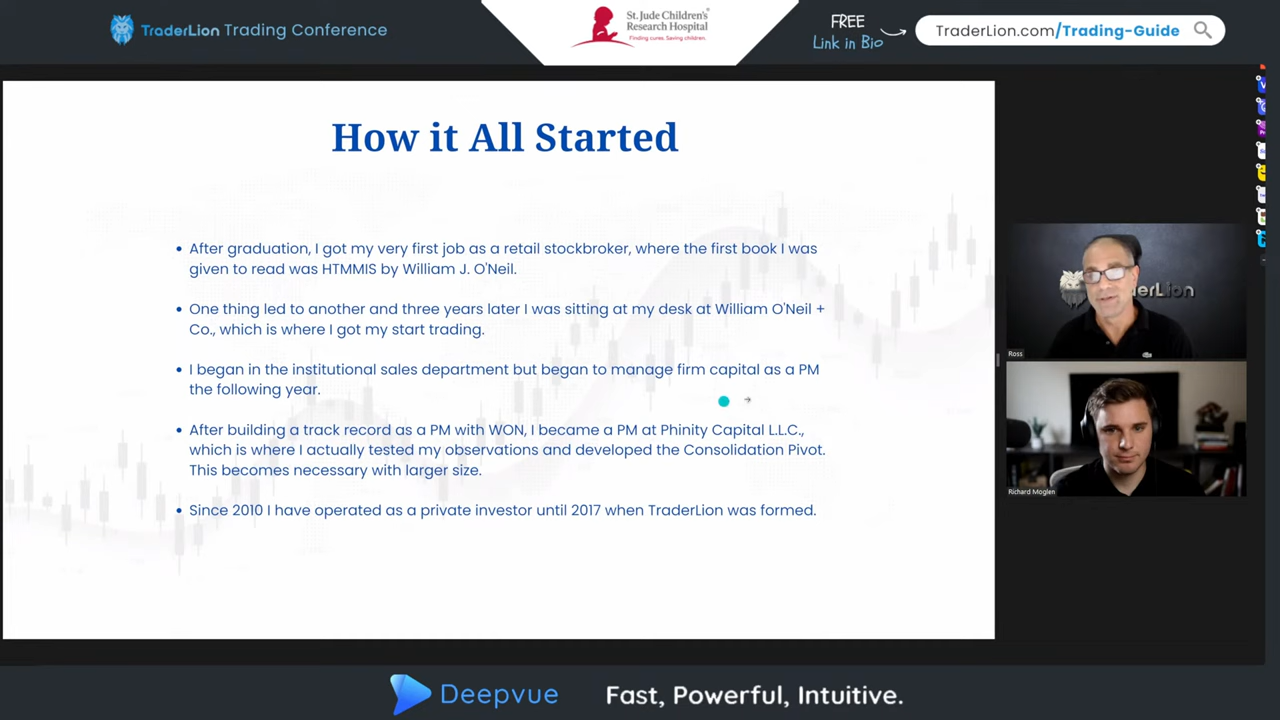 TraderLion Trading Conference
St. Jude Children's
Research Hospital
Finding cures. Saving children.
FREE
Link in Bio
TraderLion.com/Trading-Guide
How it All Started
• After graduation, I got my very first job as a retail stockbroker, where the first book I was
given to read was HTMMIS by William J. O'Neil.
• One thing led to another and three years later I was sitting at my desk at William O'Neil +
Co., which is where I got my start trading.
• I began in the institutional sales department but began to manage firm capital as a PM
the following year.
• After building a track record as a PM with WON, I became a PM at Phinity Capital L.L.C.,
which is where I actually tested my observations and developed the Consolidation Pivot.
This becomes necessary with larger size.
• Since 2010 I have operated as a private investor until 2017 when TraderLion was formed.
Ross
Richard Moglen
Deepvue
Fast, Powerful, Intuitive.